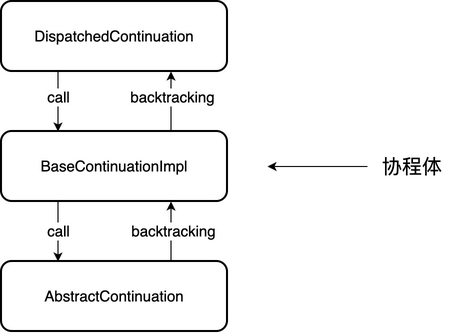 DispatchedContinuation
call
backtracking
BaseContinuationImpl
协程体
call
backtracking
AbstractContinuation